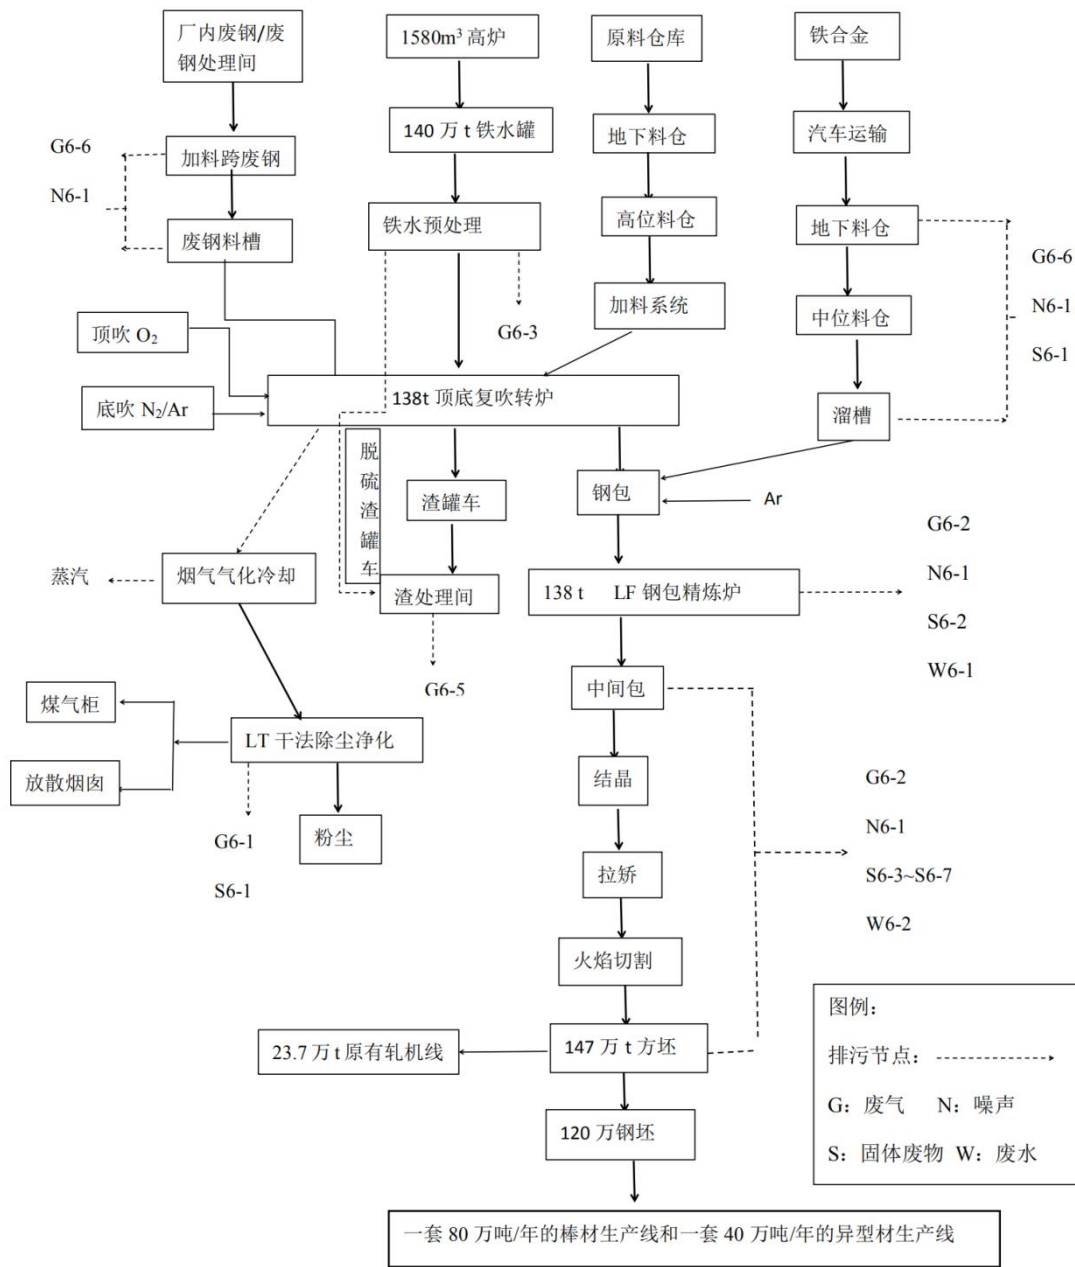 厂内废钢/废
钢处理间
1580m³ 高炉
原料仓库
铁合金
140 万 t 铁水罐
地下料仓
汽车运输
G6-6
加料跨废钢
N6-1
铁水预处理
高位料仓
地下料仓
废钢料槽
G6-6
加料系统
中位料仓
N6-1
顶吹 O₂
G6-3
S6-1
138t 顶底复吹转炉
底吹 N₂/Ar
溜槽
脱
硫
渣
罐
车
渣罐车
钢包
Ar
G6-2
蒸汽
烟气气化冷却
N6-1
渣处理间
138 t LF 钢包精炼炉
S6-2
W6-1
G6-5
中间包
煤气柜
LT 干法除尘净化
放散烟囱
结晶
G6-2
G6-1
粉尘
N6-1
S6-1
拉矫
S6-3~S6-7
W6-2
火焰切割
图例：
23.7 万 t 原有轧机线
147 万 t 方坯
排污节点：
G：废气 N：噪声
120 万钢坯
S：固体废物 W：废水
一套 80 万吨/年的棒材生产线和一套 40 万吨/年的异型材生产线